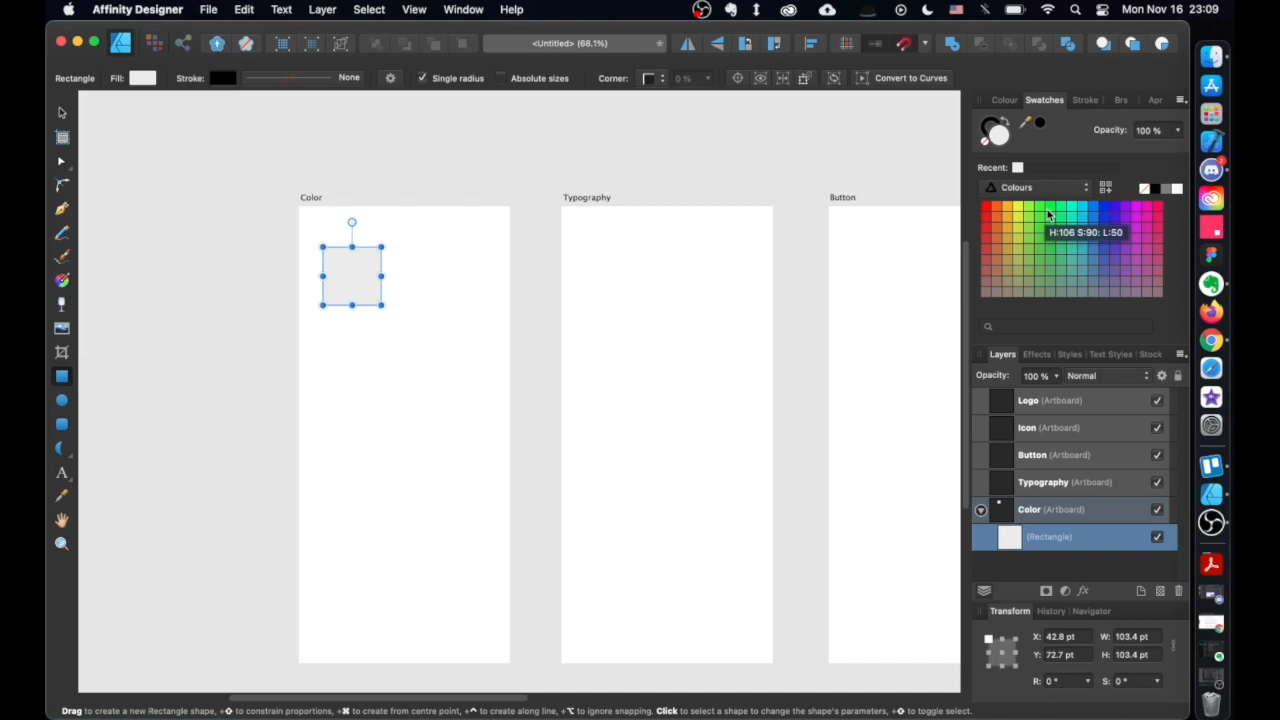 Affinity Designer File Edit Text Layer Select View Window Help Mon Nov 16 23:09
<Untitled> (68.1%)
Rectangle Fill: Stroke: None Single radius Absolute sizes Corner: 0 % Convert to Curves
Colour Swatches Stroke Brs Apr
Opacity: 100 %
Recent:
Colours
H:106 S:90: L:50
Color
Typography
Button
Layers Effects Styles Text Styles Stock
Opacity: 100 % Normal
Logo (Artboard)
Icon (Artboard)
Button (Artboard)
Typography (Artboard)
Color (Artboard)
(Rectangle)
Transform History Navigator
X: 42.8 pt W: 103.4 pt
Y: 72.7 pt H: 103.4 pt
R: 0 ° S: 0 °
Drag to create a new Rectangle shape, +⇧ to constrain proportions, +⌘ to create from centre point, +⌃ to create along line, +⌥ to ignore snapping. Click to select a shape to change the shape's parameters, +⇧ to toggle select.